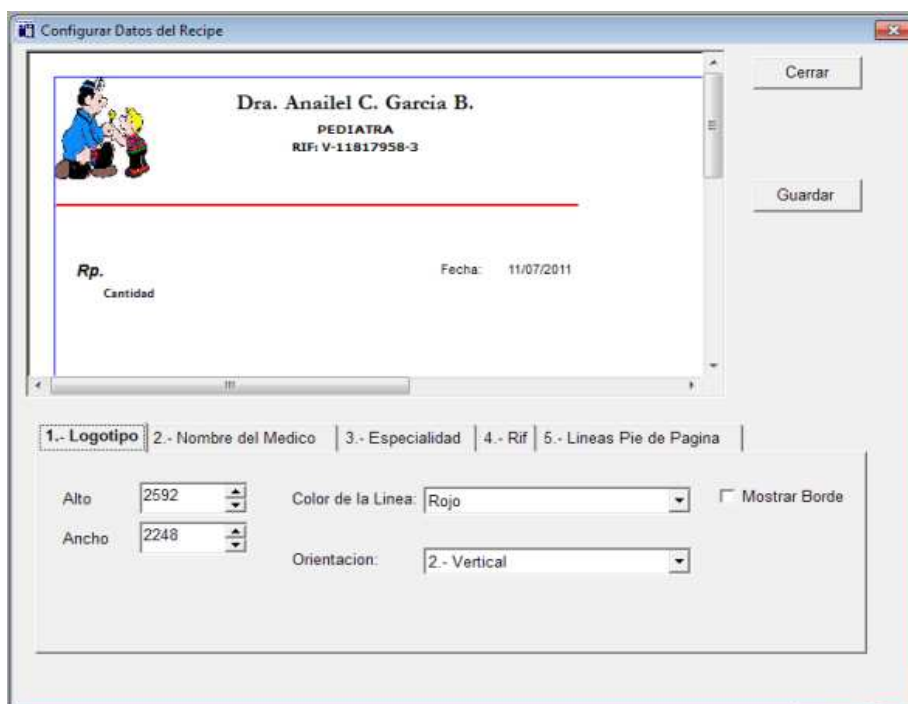 Configurar Datos del Recipe
Cerrar
Dra. Anailel C. Garcia B.
PEDIATRA
RIF: V-11817958-3
Guardar
Rp.
Fecha: 11/07/2011
Cantidad
1.- Logotipo 2.- Nombre del Medico 3.- Especialidad 4.- Rif 5.- Lineas Pie de Pagina
Alto 2592 Color de la Linea: Rojo Mostrar Borde
Ancho 2248
Orientacion: 2.- Vertical